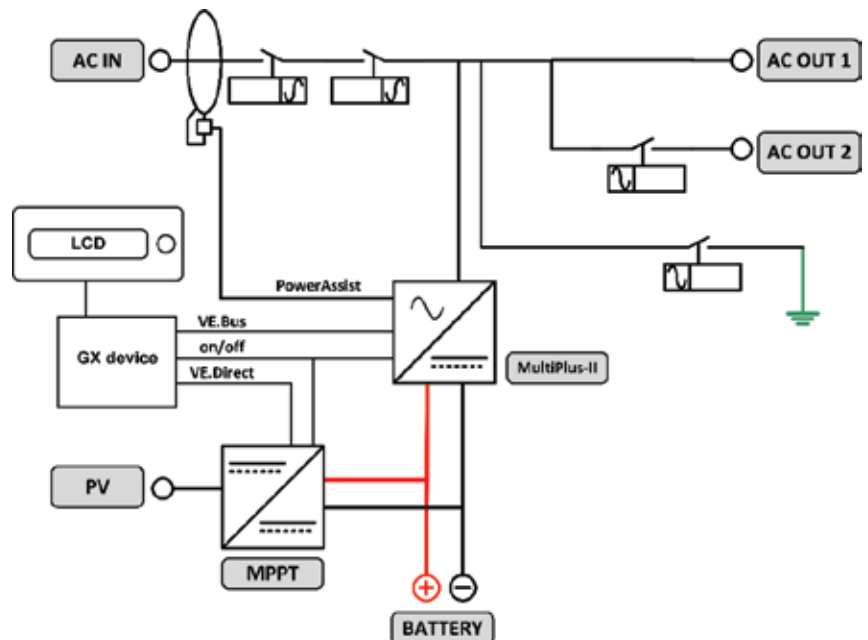 AC IN
AC OUT 1
AC OUT 2
LCD
PowerAssist
VE.Bus
GX device
on/off
MultiPlus-II
VE.Direct
PV
MPPT
BATTERY